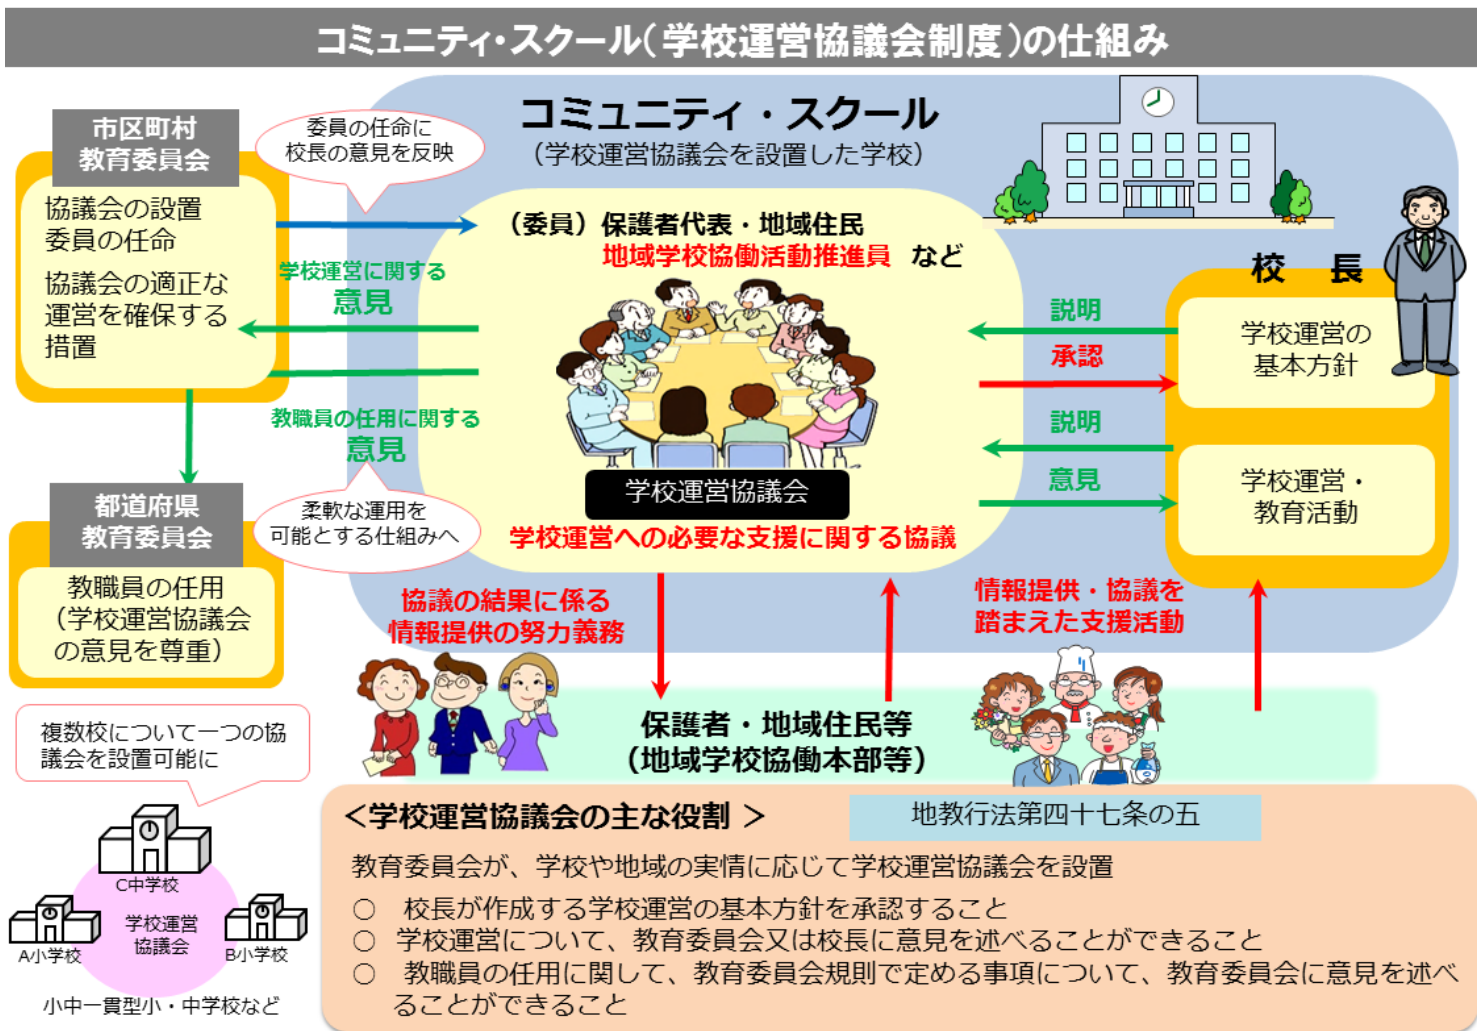 コミュニティ・スクール(学校運営協議会制度)の仕組み
コミュニティ・スクール
（学校運営協議会を設置した学校）
市区町村
教育委員会
協議会の設置
委員の任命
協議会の適正な
運営を確保する
措置
委員の任命に
校長の意見を反映
学校運営に関する
意見
教職員の任用に関する
意見
柔軟な運用を
可能とする仕組みへ
都道府県
教育委員会
教職員の任用
（学校運営協議会
の意見を尊重）
（委員）保護者代表・地域住民
地域学校協働活動推進員 など
学校運営協議会
学校運営への必要な支援に関する協議
校 長
説明
承認
学校運営の
基本方針
説明
意見
学校運営・
教育活動
協議の結果に係る
情報提供の努力義務
情報提供・協議を
踏まえた支援活動
保護者・地域住民等
（地域学校協働本部等）
複数校について一つの協
議会を設置可能に
C中学校
学校運営
協議会
A小学校
B小学校
小中一貫型小・中学校など
＜学校運営協議会の主な役割 ＞
地教行法第四十七条の五
教育委員会が、学校や地域の実情に応じて学校運営協議会を設置
○ 校長が作成する学校運営の基本方針を承認すること
○ 学校運営について、教育委員会又は校長に意見を述べることができること
○ 教職員の任用に関して、教育委員会規則で定める事項について、教育委員会に意見を述べ
ることができること